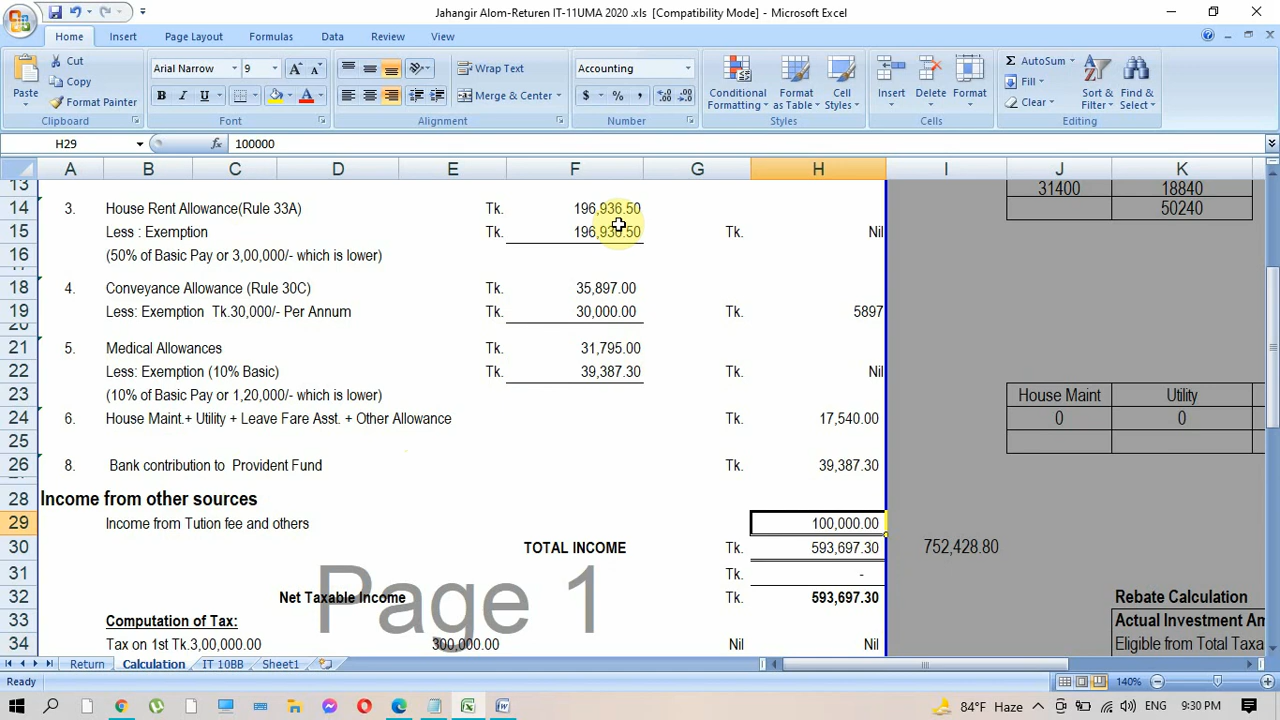 Jahangir Alom-Returen IT-11UMA 2020 .xls [Compatibility Mode] - Microsoft Excel
Home Insert Page Layout Formulas Data Review View
Paste Cut Copy Format Painter Clipboard
Arial Narrow 9 B I U A Font
Wrap Text Merge & Center Alignment
Accounting $ % , Number
Conditional Formatting Format as Table Cell Styles Styles
Insert Delete Format Cells
Σ AutoSum Fill Clear Sort & Filter Find & Select Editing
H29 fx 100000
A B C D E F G H I J K
13 31400 18840
14 3. House Rent Allowance(Rule 33A) Tk. 196,936.50 50240
15 Less : Exemption Tk. 196,936.50 Tk. Nil
16 (50% of Basic Pay or 3,00,000/- which is lower)
18 4. Conveyance Allowance (Rule 30C) Tk. 35,897.00
19 Less: Exemption Tk.30,000/- Per Annum Tk. 30,000.00 Tk. 5897
20
21 5. Medical Allowances Tk. 31,795.00
22 Less: Exemption (10% Basic) Tk. 39,387.30 Tk. Nil
23 (10% of Basic Pay or 1,20,000/- which is lower) House Maint Utility
24 6. House Maint.+ Utility + Leave Fare Asst. + Other Allowance Tk. 17,540.00 0 0
25
26 8. Bank contribution to Provident Fund Tk. 39,387.30
28 Income from other sources
29 Income from Tution fee and others 100,000.00
30 TOTAL INCOME Tk. 593,697.30 752,428.80
31 Tk. -
Page 1
32 Net Taxable Income Tk. 593,697.30 Rebate Calculation
33 Computation of Tax: Actual Investment Am
34 Tax on 1st Tk.3,00,000.00 300,000.00 Nil Nil Eligible from Total Taxa
Return Calculation IT 10BB Sheet1
Ready 140%
84°F Haze ENG 9:30 PM